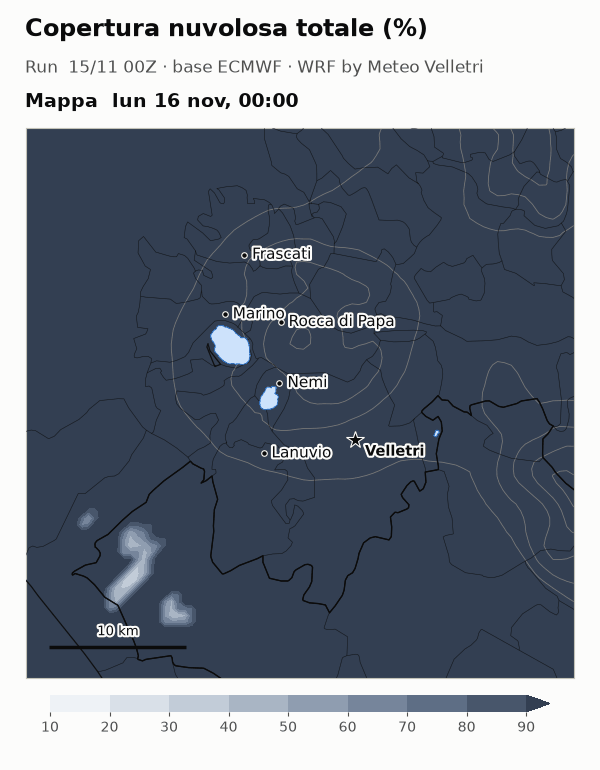 Copertura nuvolosa totale (%)
Run  15/11 00Z · base ECMWF · WRF by Meteo Velletri
Mappa  lun 16 nov, 00:00
Frascati
Marino
Rocca di Papa
Nemi
Velletri
Lanuvio
10 km
10 20 30 40 50 60 70 80 90